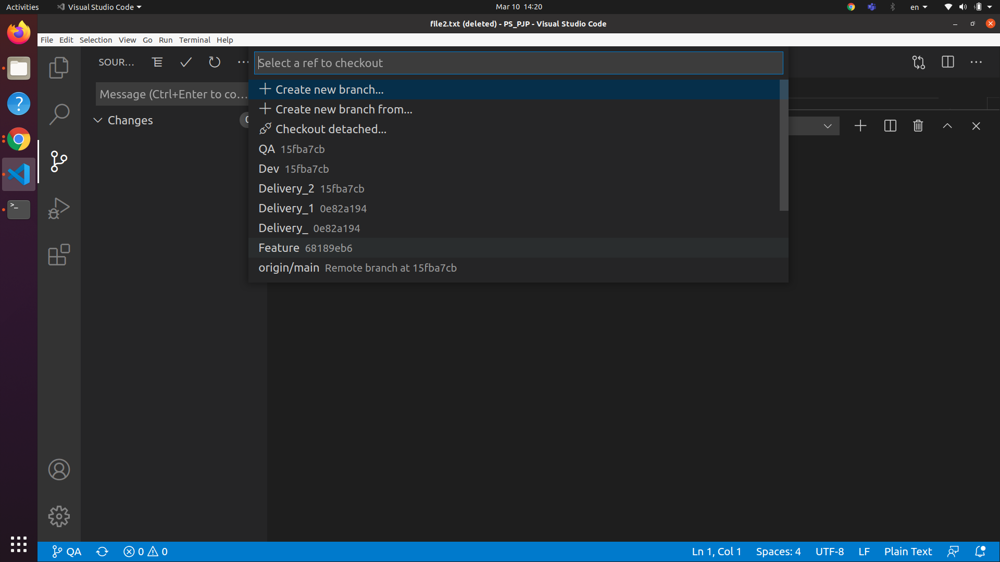 Activities
Visual Studio Code
Mar 10 14:20
en
file2.txt (deleted) - PS_PJP - Visual Studio Code
File Edit Selection View Go Run Terminal Help
SOUR...
Select a ref to checkout
Message (Ctrl+Enter to co...
Changes
0
Create new branch...
Create new branch from...
Checkout detached...
QA 15fba7cb
Dev 15fba7cb
Delivery_2 15fba7cb
Delivery_1 0e82a194
Delivery_ 0e82a194
Feature 68189eb6
origin/main Remote branch at 15fba7cb
QA
0
0
Ln 1, Col 1
Spaces: 4
UTF-8
LF
Plain Text